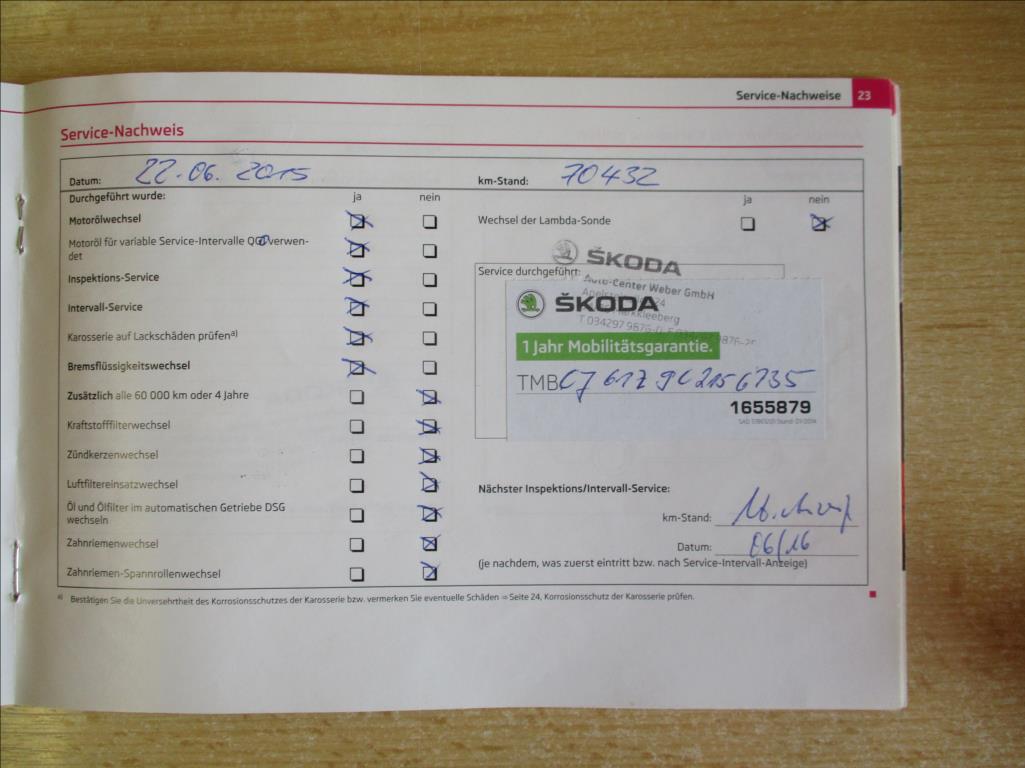 Service-Nachweise 23
Service-Nachweis
Datum: 22.06.2015 km-Stand: 70432
Durchgeführt wurde: ja nein ja nein
Motorölwechsel
Wechsel der Lambda-Sonde
Motoröl für variable Service-Intervalle QG1 verwen-
det
Inspektions-Service
Intervall-Service
Karosserie auf Lackschäden prüfen a)
Bremsflüssigkeitswechsel
Zusätzlich alle 60 000 km oder 4 Jahre
Kraftstofffilterwechsel
Zündkerzenwechsel
Luftfiltereinsatzwechsel
Öl und Ölfilter im automatischen Getriebe DSG
wechseln
Zahnriemenwechsel
Zahnriemen-Spannrollenwechsel
Service durchgeführt:
ŠKODA
Auto-Center Weber GmbH
ŠKODA
1 Jahr Mobilitätsgarantie.
TMB
1655879
Nächster Inspektions/Intervall-Service:
km-Stand:
Datum: 06/16
(je nachdem, was zuerst eintritt bzw. nach Service-Intervall-Anzeige)
a) Bestätigen Sie die Unversehrtheit des Korrosionsschutzes der Karosserie bzw. vermerken Sie eventuelle Schäden ⇒ Seite 24, Korrosionsschutz der Karosserie prüfen.